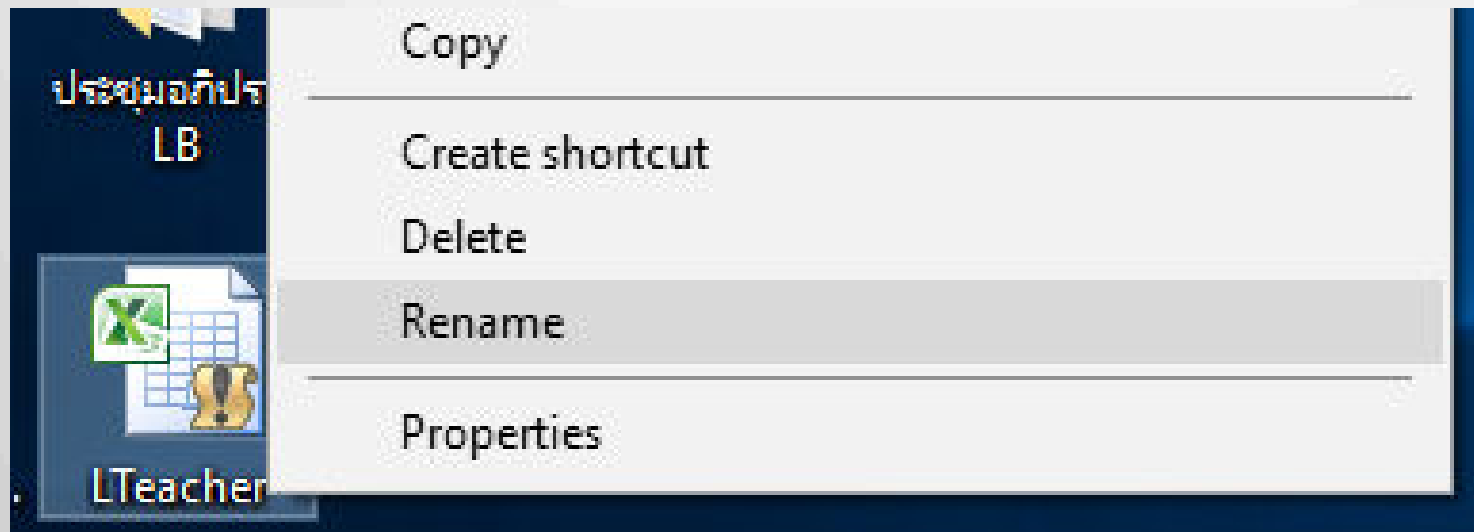 ประชุมอภิปร
LB
LTeacher
Copy
Create shortcut
Delete
Rename
Properties